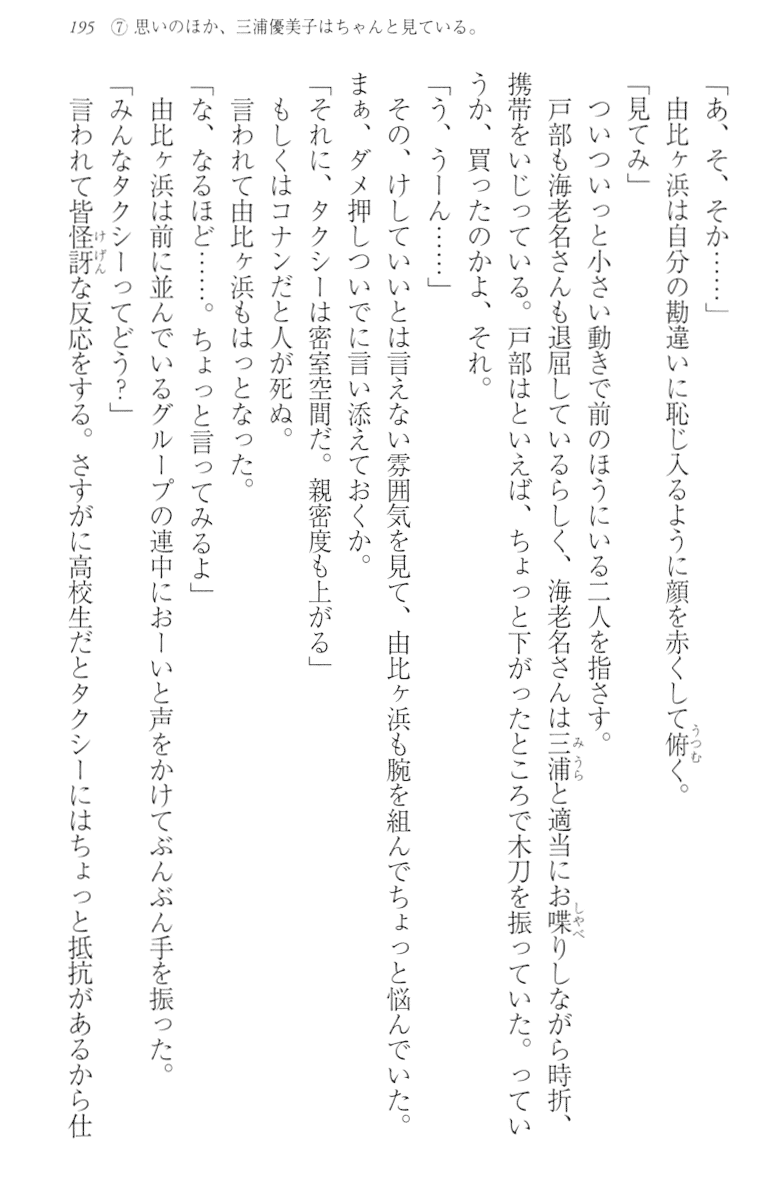 195　⑦ 思いのほか、三浦優美子はちゃんと見ている。
「あ、そ、そか……」
　由比ヶ浜は自分の勘違いに恥じ入るように顔を赤くして俯く。
「見てみ」
　ついついっと小さい動きで前のほうにいる二人を指さす。
　戸部も海老名さんも退屈しているらしく、海老名さんは三浦と適当にお喋りしながら時折、
携帯をいじっている。戸部はといえば、ちょっと下がったところで木刀を振っていた。ってい
うか、買ったのかよ、それ。
「う、うーん……」
　その、けしていいとは言えない雰囲気を見て、由比ヶ浜も腕を組んでちょっと悩んでいた。
まぁ、ダメ押しついでに言い添えておくか。
「それに、タクシーは密室空間だ。親密度も上がる」
　もしくはコナンだと人が死ぬ。
　言われて由比ヶ浜もはっとなった。
「な、なるほど……。ちょっと言ってみるよ」
　由比ヶ浜は前に並んでいるグループの連中におーいと声をかけてぶんぶん手を振った。
「みんなタクシーってどう？」
　言われて皆怪訝な反応をする。さすがに高校生だとタクシーにはちょっと抵抗があるから仕